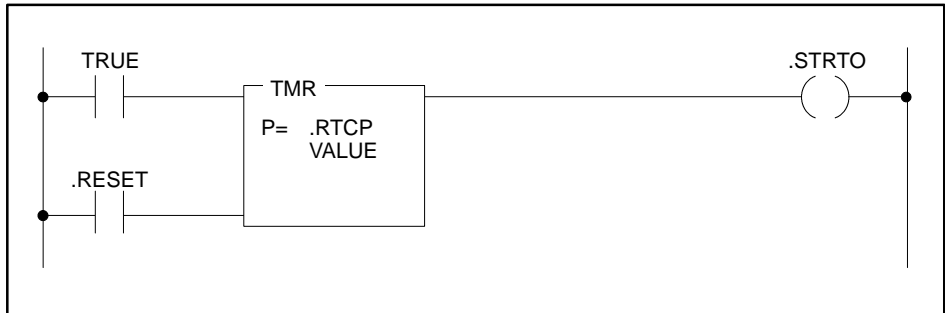 TRUE
.STRTO
TMR
P= .RTCP
VALUE
.RESET